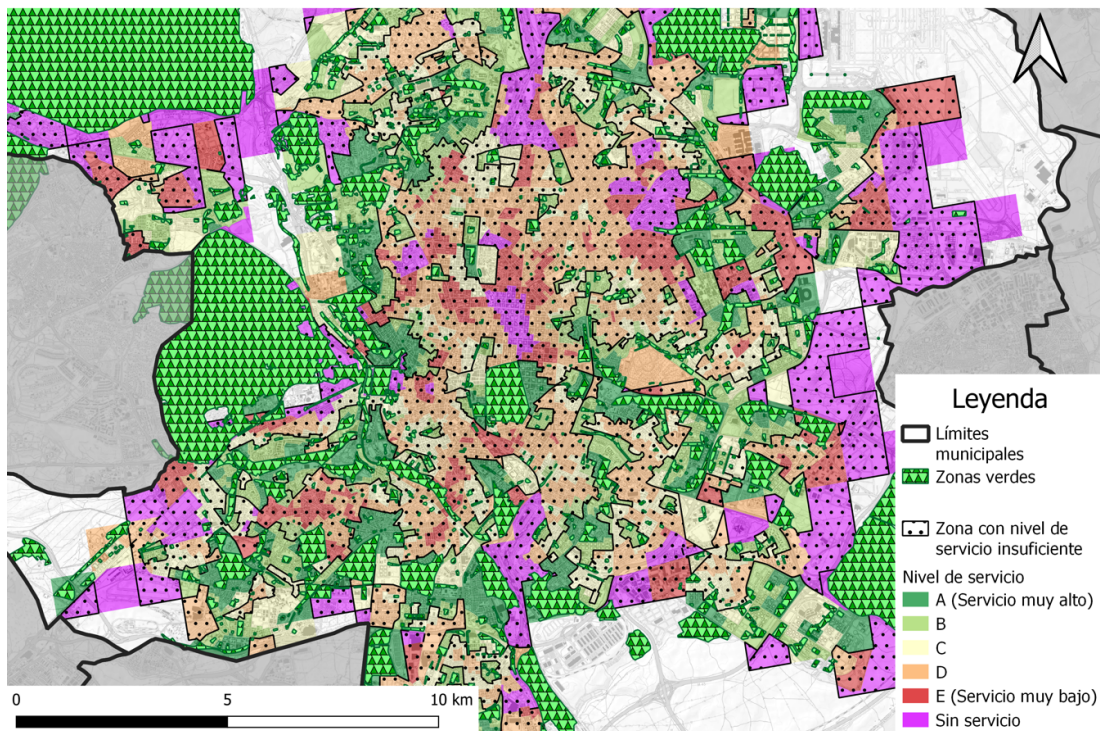 Leyenda
Límites
municipales
Zonas verdes
Zona con nivel de
servicio insuficiente
Nivel de servicio
A (Servicio muy alto)
B
C
D
E (Servicio muy bajo)
Sin servicio
0 5 10 km